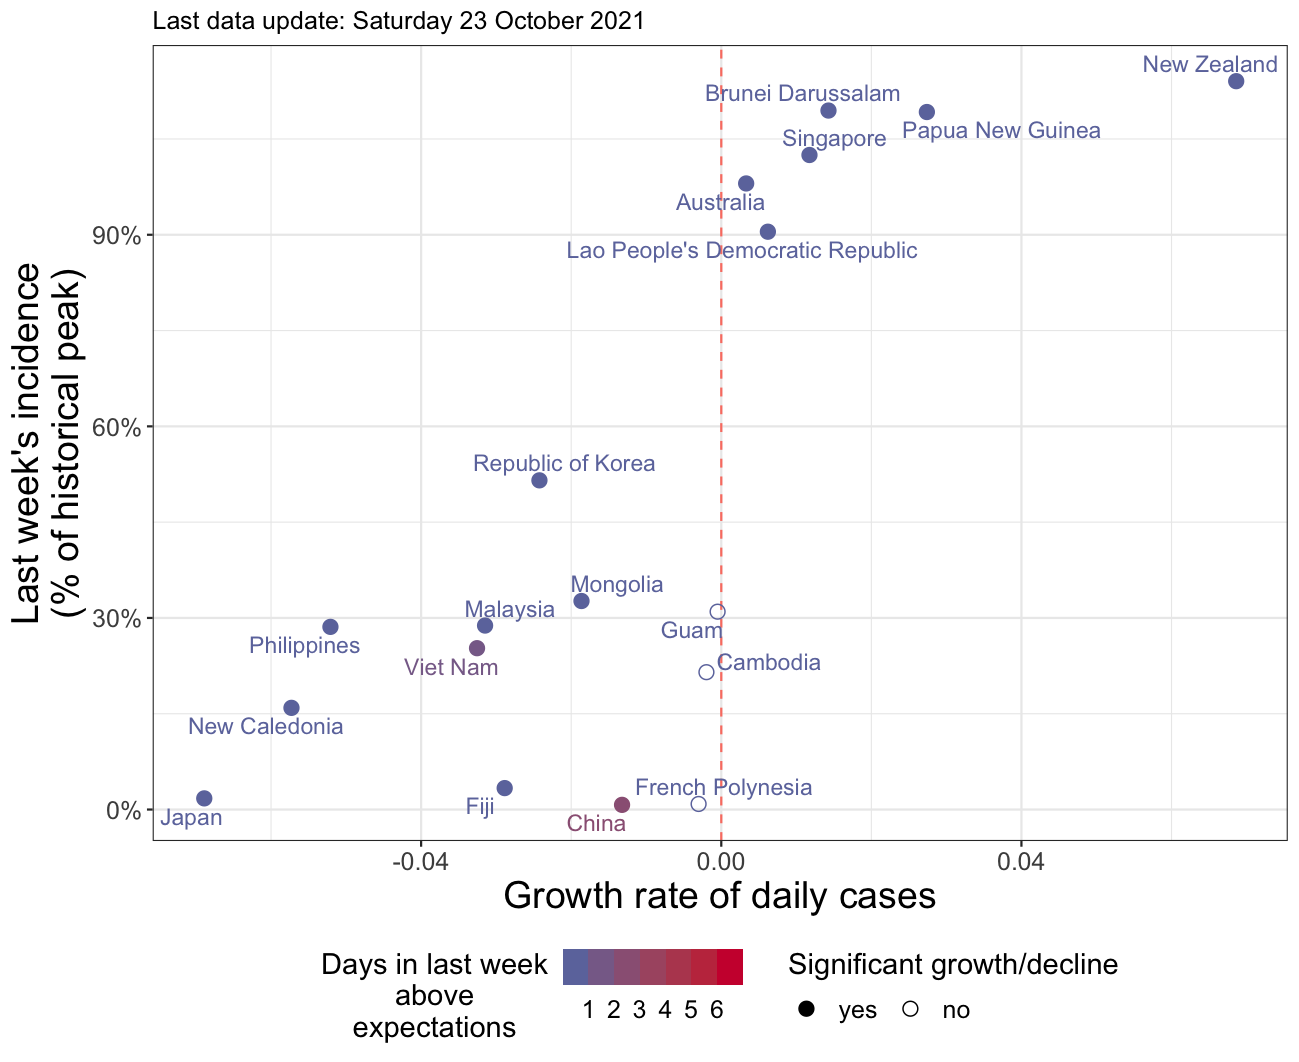 Last data update: Saturday 23 October 2021
New Zealand
Brunei Darussalam
Papua New Guinea
Singapore
Australia
Lao People's Democratic Republic
Republic of Korea
Mongolia
Malaysia
Guam
Philippines
Viet Nam
Cambodia
New Caledonia
French Polynesia
Fiji
Japan
China
90%
60%
30%
0%
Last week's incidence
(% of historical peak)
-0.04
0.00
0.04
Growth rate of daily cases
Days in last week
above
expectations
1 2 3 4 5 6
Significant growth/decline
yes
no